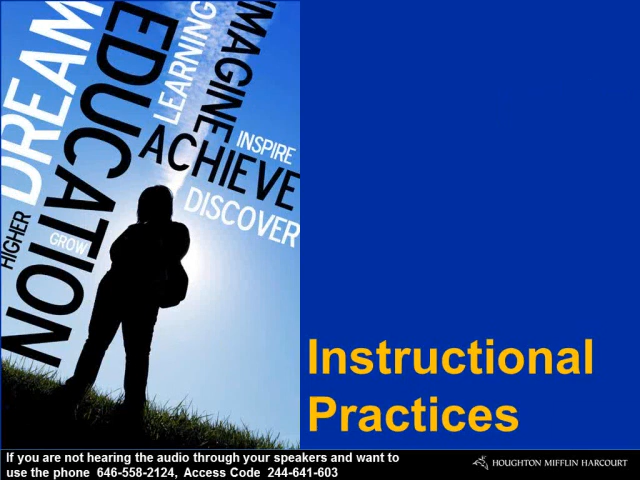 DREAM
EDUCATION
LEARNING
IMAGINE
INSPIRE
ACHIEVE
DISCOVER
HIGHER
GROW
Instructional
Practices
If you are not hearing the audio through your speakers and want to
use the phone 646-558-2124, Access Code 244-641-603
HOUGHTON MIFFLIN HARCOURT